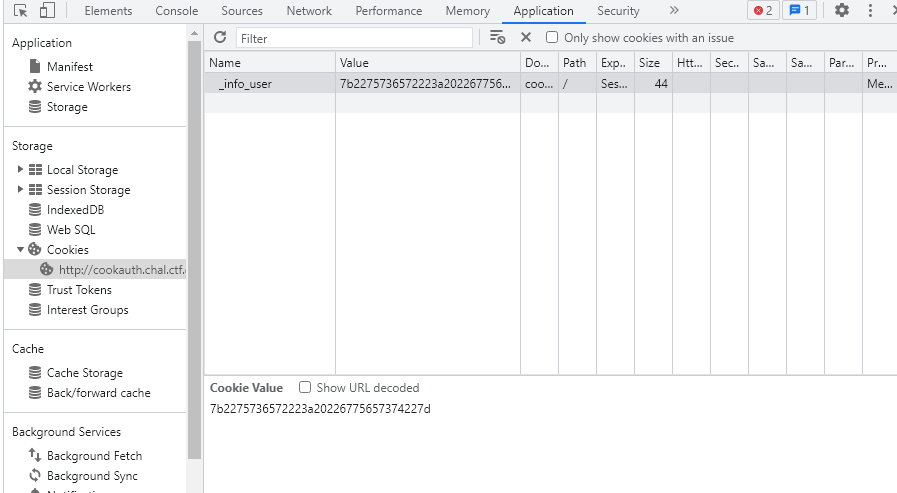 Elements Console Sources Network Performance Memory Application Security » 2 1
Application
Manifest
Service Workers
Storage
Storage
Local Storage
Session Storage
IndexedDB
Web SQL
Cookies
http://cookauth.chal.ctf.
Trust Tokens
Interest Groups
Cache
Cache Storage
Back/forward cache
Background Services
Background Fetch
Background Sync
Filter Only show cookies with an issue
Name Value Do... Path Exp.. Size Htt... Sec.. Sa... Sa... Par... Pr...
_info_user 7b2275736572223a202267756... coo... / Ses... 44 Me...
Cookie Value Show URL decoded
7b2275736572223a20226775657374227d